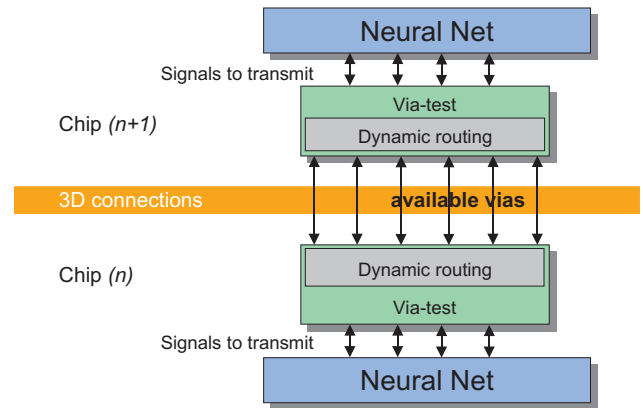 Neural Net
Signals to transmit
Via-test
Chip (n+1)
Dynamic routing
3D connections
available vias
Dynamic routing
Chip (n)
Via-test
Signals to transmit
Neural Net